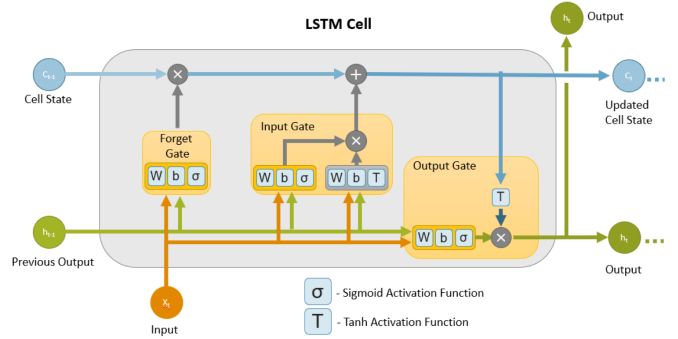 LSTM Cell
hₜ
Output
Cₜ₋₁
Cell State
Cₜ
Updated
Cell State
Forget
Gate
W b σ
Input Gate
W b σ
W b T
Output Gate
T
W b σ
hₜ₋₁
Previous Output
hₜ
Output
Xₜ
Input
σ - Sigmoid Activation Function
T - Tanh Activation Function